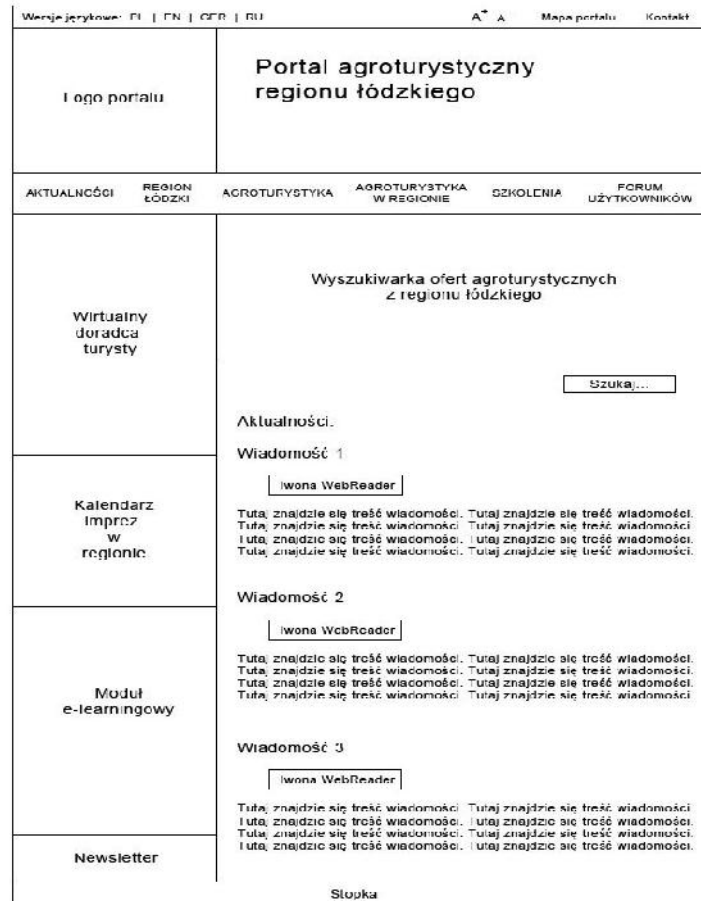 Wersje językowe: PL | EN | GER | RU
A+ A Mapa portalu Kontakt
Logo portalu
Portal agroturystyczny
regionu łódzkiego
AKTUALNOŚCI
REGION
ŁÓDZKI
AGROTURYSTYKA
AGROTURYSTYKA
W REGIONIE
SZKOLENIA
FORUM
UŻYTKOWNIKÓW
Wirtualny
doradca
turysty
Wyszukiwarka ofert agroturystycznych
z regionu łódzkiego
Szukaj...
Aktualności:
Wiadomość 1
Iwona WebReader
Tutaj znajdzie się treść wiadomości. Tutaj znajdzie się treść wiadomości.
Tutaj znajdzie się treść wiadomości. Tutaj znajdzie się treść wiadomości.
Tutaj znajdzie się treść wiadomości. Tutaj znajdzie się treść wiadomości.
Tutaj znajdzie się treść wiadomości. Tutaj znajdzie się treść wiadomości.
Kalendarz
imprez
w
regionie
Wiadomość 2
Iwona WebReader
Tutaj znajdzie się treść wiadomości. Tutaj znajdzie się treść wiadomości.
Tutaj znajdzie się treść wiadomości. Tutaj znajdzie się treść wiadomości.
Tutaj znajdzie się treść wiadomości. Tutaj znajdzie się treść wiadomości.
Tutaj znajdzie się treść wiadomości. Tutaj znajdzie się treść wiadomości.
Moduł
e-learningowy
Wiadomość 3
Iwona WebReader
Tutaj znajdzie się treść wiadomości. Tutaj znajdzie się treść wiadomości.
Tutaj znajdzie się treść wiadomości. Tutaj znajdzie się treść wiadomości.
Tutaj znajdzie się treść wiadomości. Tutaj znajdzie się treść wiadomości.
Tutaj znajdzie się treść wiadomości. Tutaj znajdzie się treść wiadomości.
Newsletter
Stopka